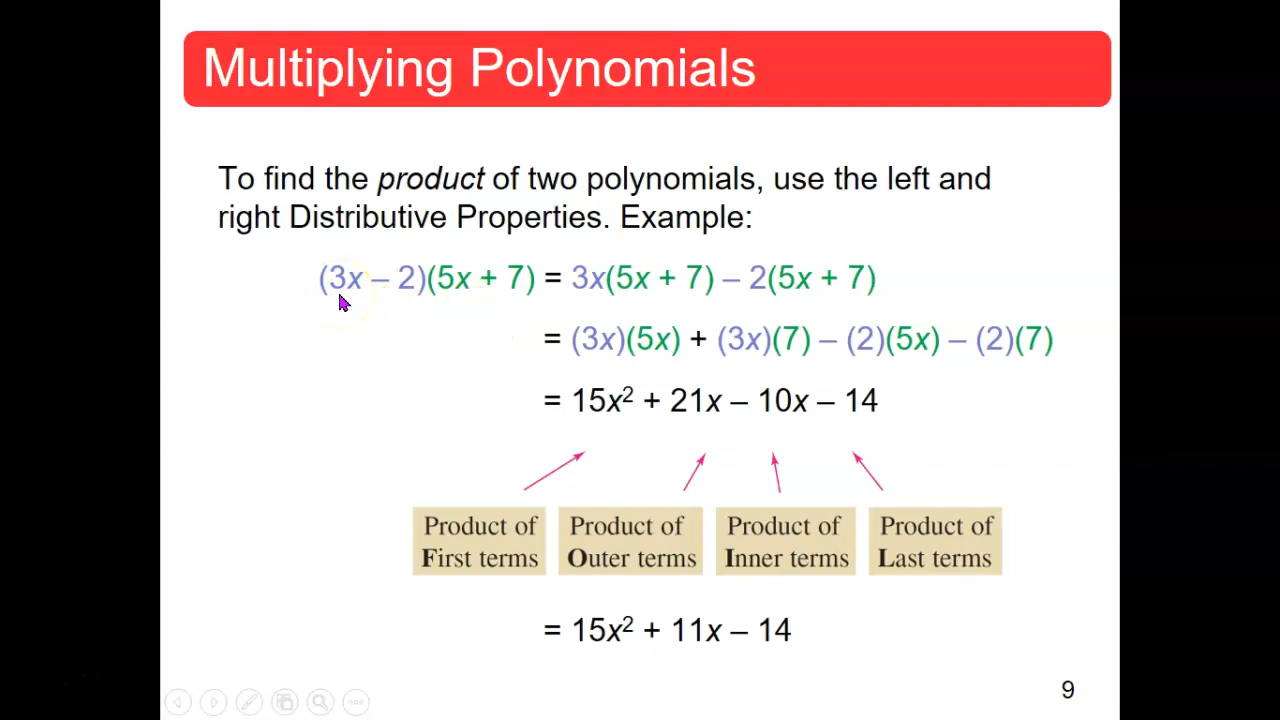 Multiplying Polynomials
To find the product of two polynomials, use the left and
right Distributive Properties. Example:
(3x – 2)(5x + 7) = 3x(5x + 7) – 2(5x + 7)
= (3x)(5x) + (3x)(7) – (2)(5x) – (2)(7)
= 15x² + 21x – 10x – 14
Product of
First terms
Product of
Outer terms
Product of
Inner terms
Product of
Last terms
= 15x² + 11x – 14
9